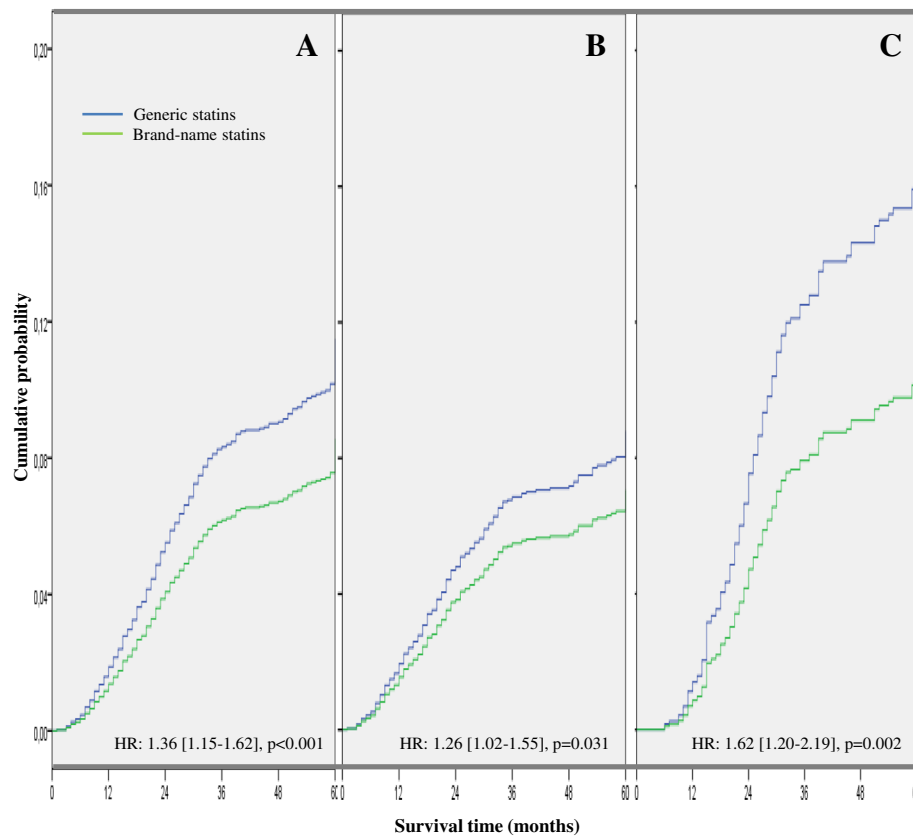 A
B
C
Generic statins
Brand-name statins
Cumulative probability
0,20
0,16
0,12
0,08
0,04
0,00
HR: 1.36 [1.15-1.62], p<0.001
HR: 1.26 [1.02-1.55], p=0.031
HR: 1.62 [1.20-2.19], p=0.002
0 12 24 36 48 60
0 12 24 36 48 60
0 12 24 36 48
Survival time (months)